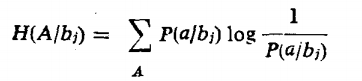 H(A/b_j) = \sum_A P(a/b_j) log \frac{1}{P(a/b_j)}